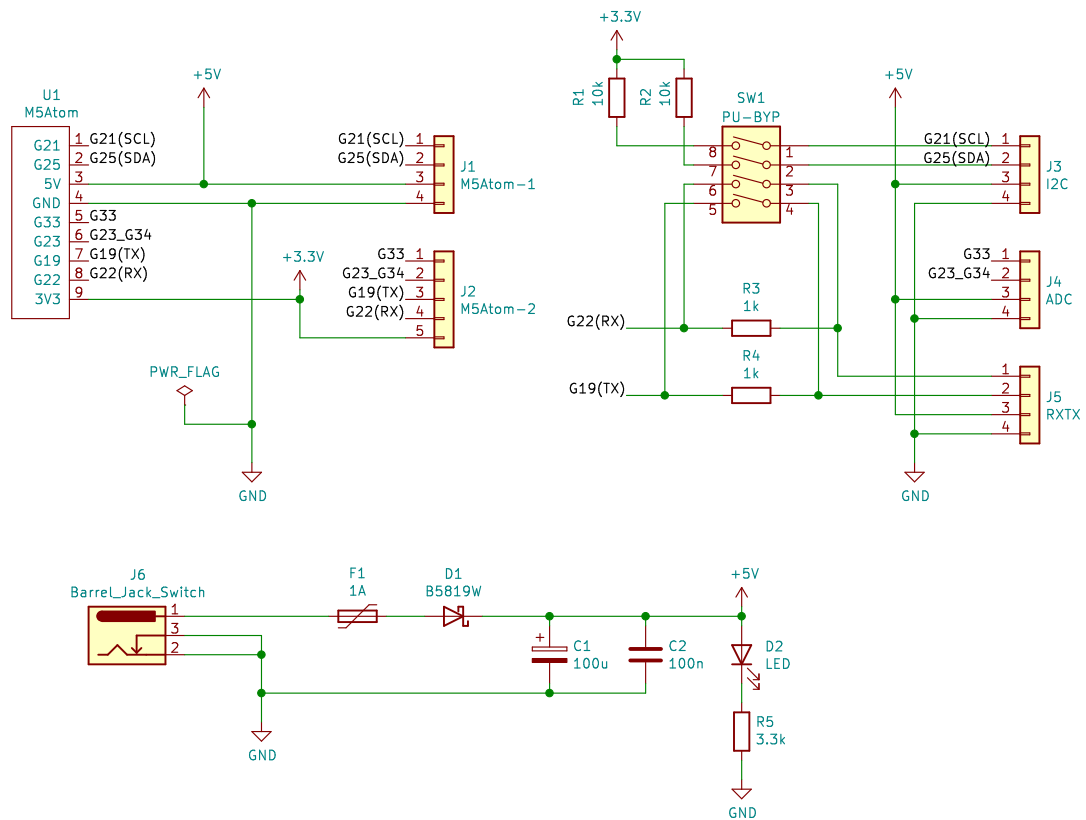 U1
M5Atom
G21 1 G21(SCL)
G25 2 G25(SDA)
5V 3
GND 4
G33 5 G33
G23 6 G23_G34
G19 7 G19(TX)
G22 8 G22(RX)
3V3 9
+5V
G21(SCL) 1
G25(SDA) 2
3
4
J1
M5Atom-1
+3.3V
G33 1
G23_G34 2
G19(TX) 3
G22(RX) 4
5
J2
M5Atom-2
PWR_FLAG
GND
+3.3V
R1
10k
R2
10k
SW1
PU-BYP
8 1
7 2
6 3
5 4
R3
1k
G22(RX)
R4
1k
G19(TX)
+5V
G21(SCL) 1
G25(SDA) 2
3
4
J3
I2C
G33 1
G23_G34 2
3
4
J4
ADC
1
2
3
4
J5
RXTX
GND
J6
Barrel_Jack_Switch
1
3
2
GND
F1
1A
D1
B5819W
+
C1
100u
C2
100n
+5V
D2
LED
R5
3.3k
GND